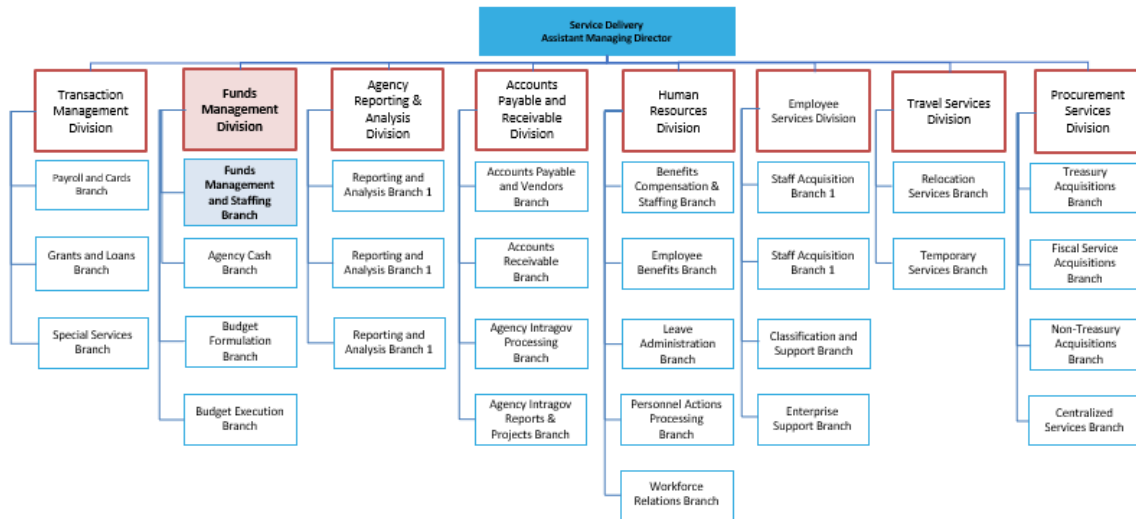 Service Delivery
Assistant Managing Director
Transaction
Management
Division
Funds
Management
Division
Agency
Reporting &
Analysis
Division
Accounts
Payable and
Receivable Division
Human
Resources
Division
Employee
Services Division
Travel Services
Division
Procurement
Services
Division
Payroll and Cards
Branch
Funds
Management
and Staffing
Branch
Reporting and
Analysis Branch 1
Accounts Payable
and Vendors
Branch
Benefits
Compensation &
Staffing Branch
Staff Acquisition
Branch 1
Relocation
Services Branch
Treasury
Acquisitions
Branch
Grants and Loans
Branch
Agency Cash
Branch
Reporting and
Analysis Branch 1
Accounts
Receivable
Branch
Employee
Benefits Branch
Staff Acquisition
Branch 1
Temporary
Services Branch
Fiscal Service
Acquisitions
Branch
Special Services
Branch
Budget
Formulation
Branch
Reporting and
Analysis Branch 1
Agency Intragov
Processing
Branch
Leave
Administration
Branch
Classification and
Support Branch
Non-Treasury
Acquisitions
Branch
Budget Execution
Branch
Agency Intragov
Reports &
Projects Branch
Personnel Actions
Processing
Branch
Enterprise
Support Branch
Centralized
Services Branch
Workforce
Relations Branch